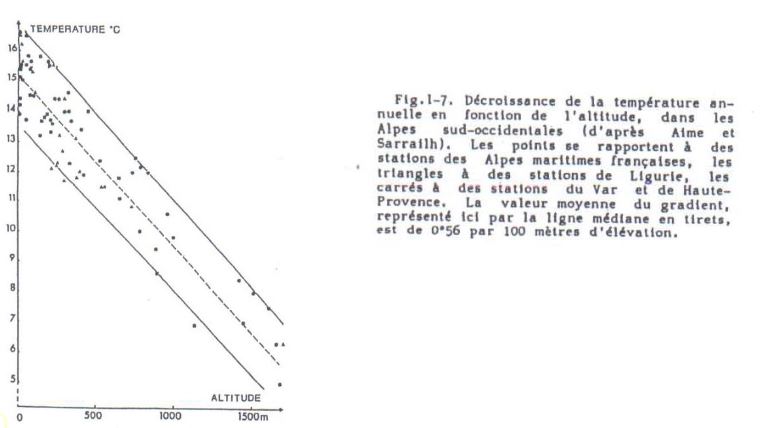 TEMPERATURE °C
16
15
14
13
12
11
10
9
8
7
6
5
ALTITUDE
0 500 1000 1500m
Fig.I-7. Décroissance de la température an-
nuelle en fonction de l'altitude, dans les
Alpes sud-occidentales (d'après Aime et
Sarrailh). Les points se rapportent à des
stations des Alpes maritimes françaises, les
triangles à des stations de Ligurie, les
carrés à des stations du Var et de Haute-
Provence. La valeur moyenne du gradient,
représenté ici par la ligne médiane en tirets,
est de 0°56 par 100 mètres d'élévation.